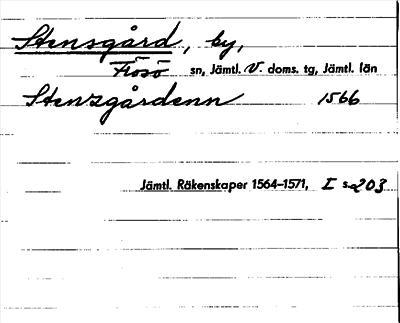 Stensgård, by,
Frösö sn, Jämtl. V. doms. tg, Jämtl. län
Stenzgårdenn 1566
Jämtl. Räkenskaper 1564–1571, I s. 203